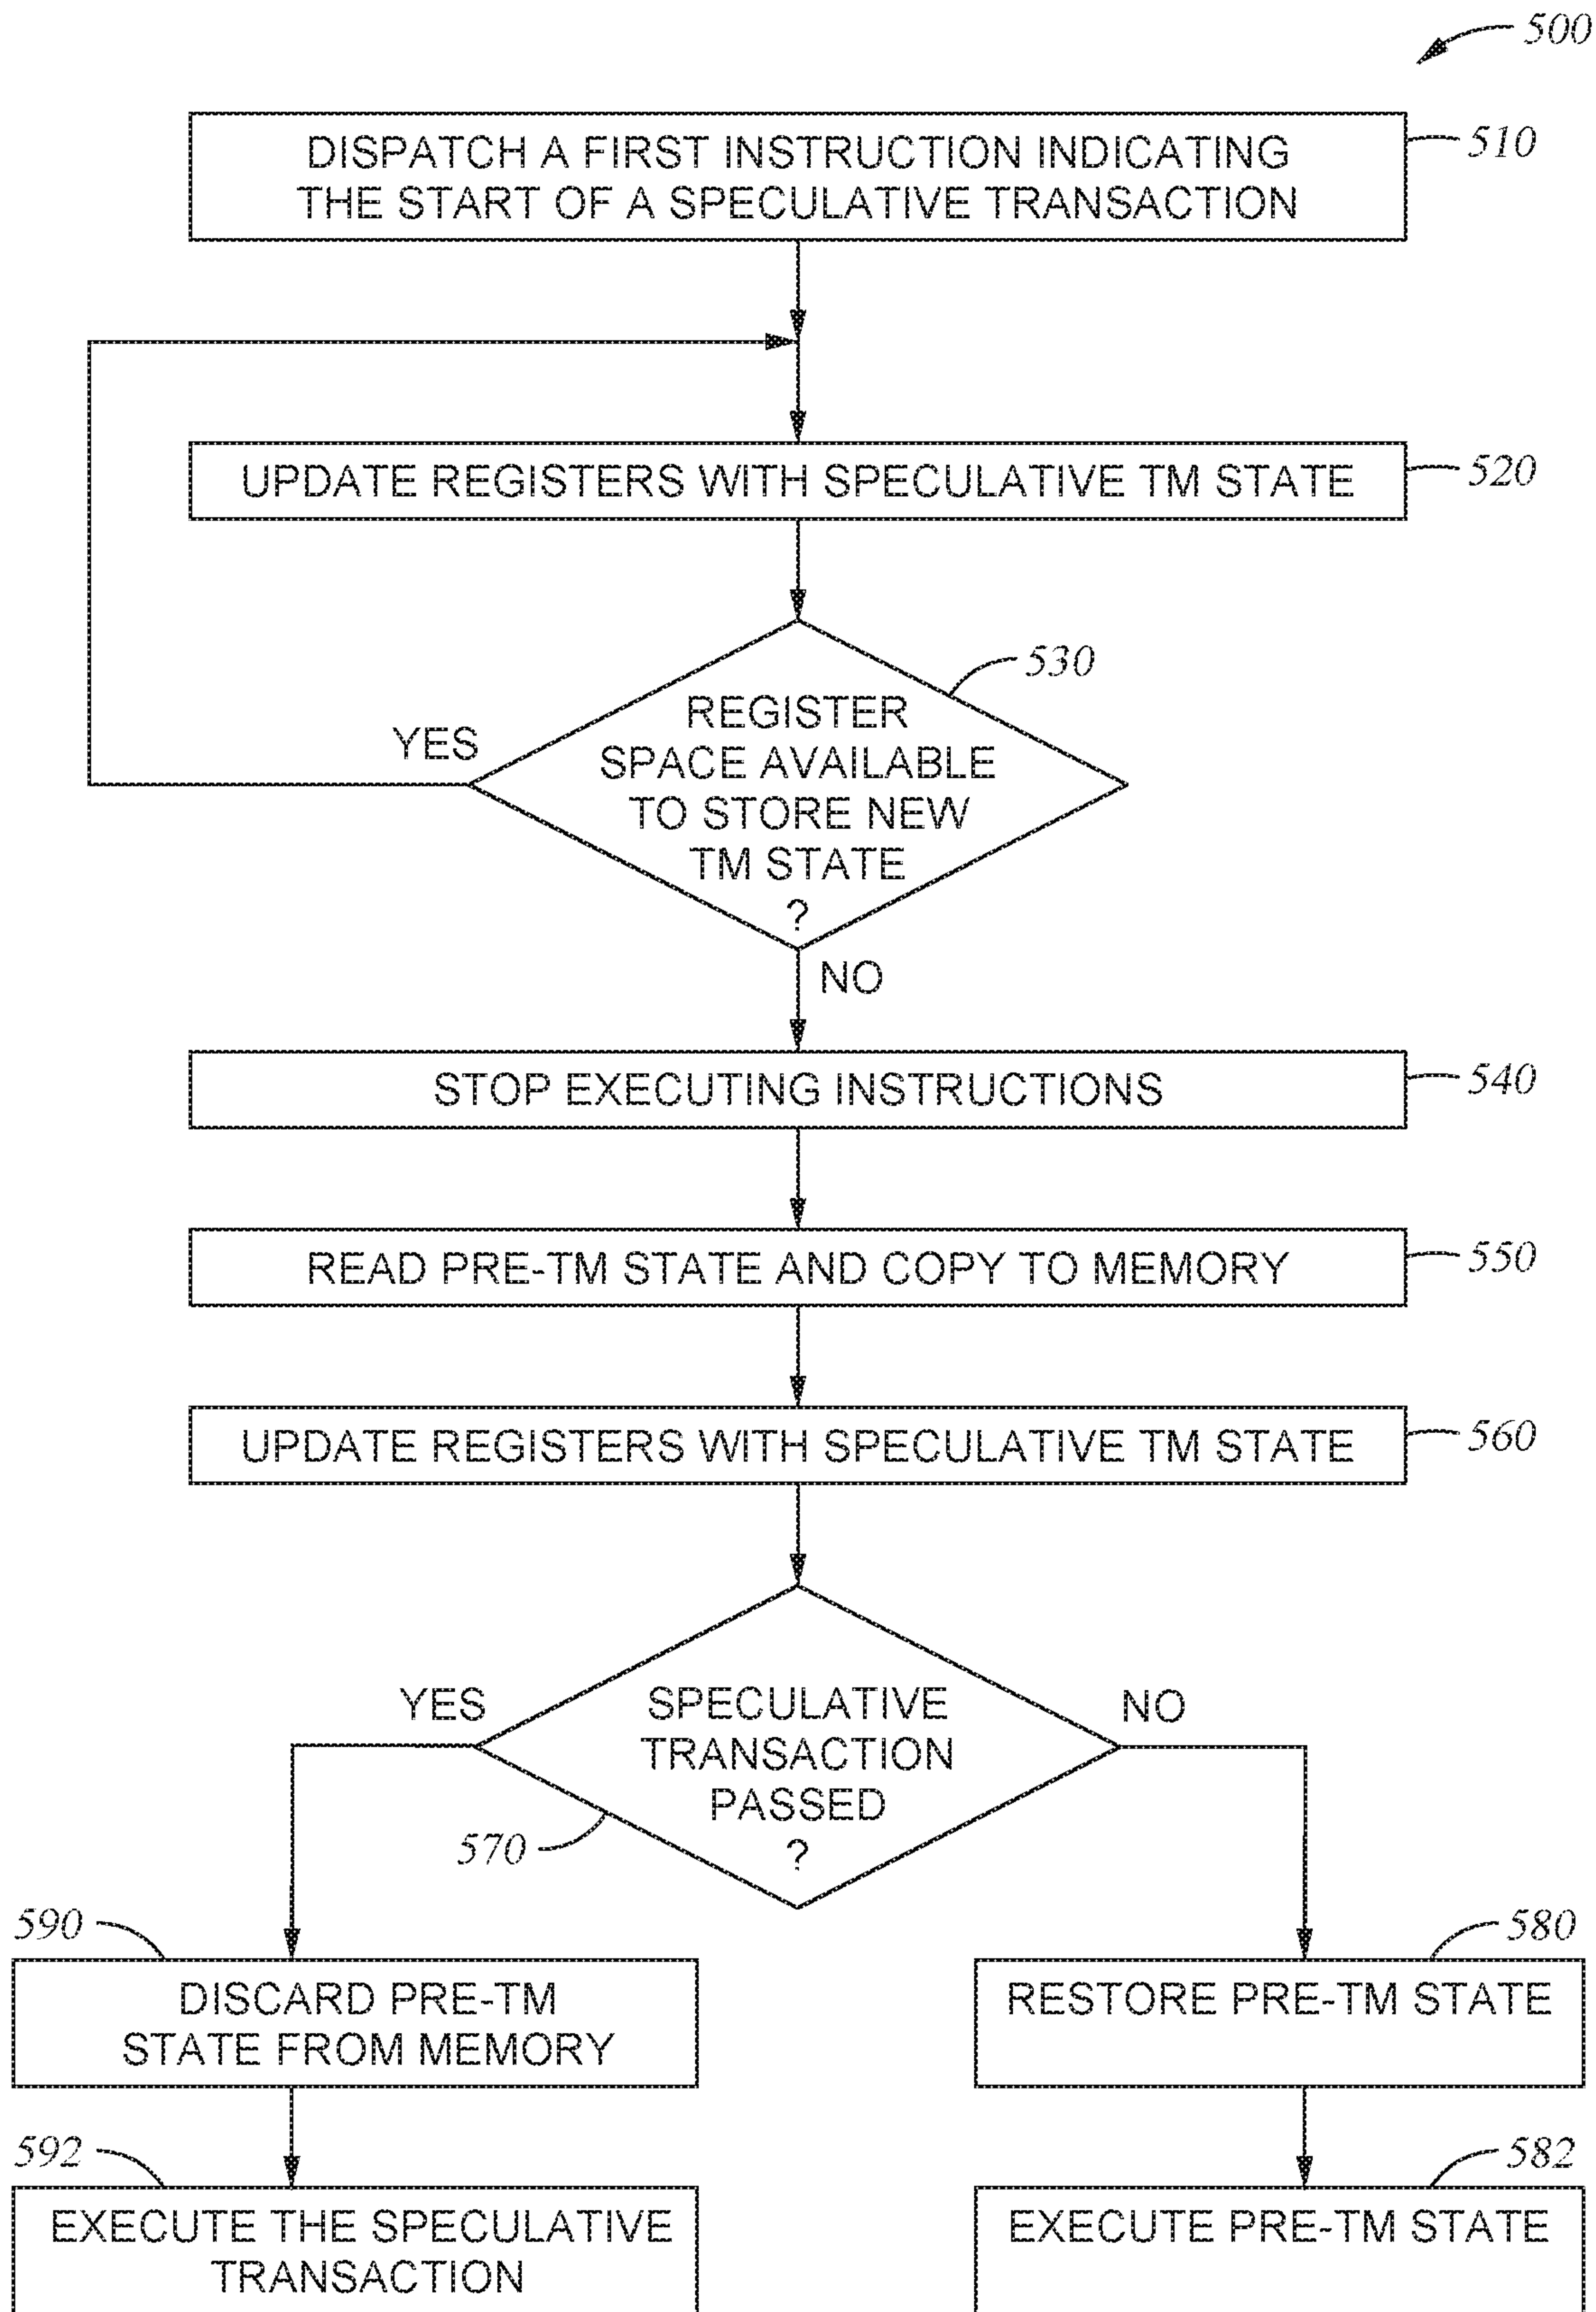 500
DISPATCH A FIRST INSTRUCTION INDICATING
THE START OF A SPECULATIVE TRANSACTION
510
UPDATE REGISTERS WITH SPECULATIVE TM STATE
520
530
REGISTER
SPACE AVAILABLE
TO STORE NEW
TM STATE
?
YES
NO
STOP EXECUTING INSTRUCTIONS
540
READ PRE-TM STATE AND COPY TO MEMORY
550
UPDATE REGISTERS WITH SPECULATIVE TM STATE
560
YES
SPECULATIVE
TRANSACTION
PASSED
?
NO
570
590
DISCARD PRE-TM
STATE FROM MEMORY
580
RESTORE PRE-TM STATE
592
EXECUTE THE SPECULATIVE
TRANSACTION
582
EXECUTE PRE-TM STATE